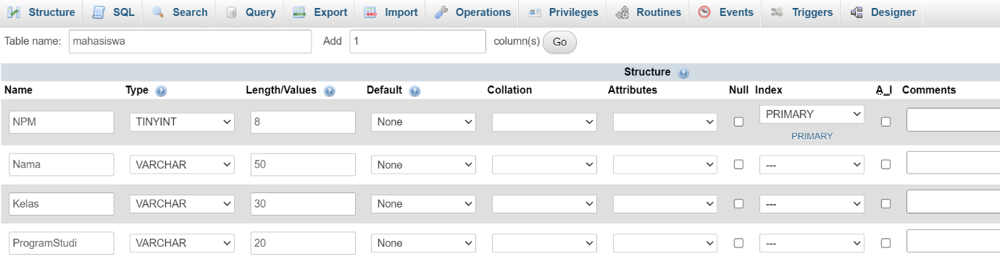 Structure SQL Search Query Export Import Operations Privileges Routines Events Triggers Designer
Table name: mahasiswa Add 1 column(s) Go
Structure
Name Type Length/Values Default Collation Attributes Null Index A_I Comments
NPM TINYINT 8 None PRIMARY
PRIMARY
Nama VARCHAR 50 None ---
Kelas VARCHAR 30 None ---
ProgramStudi VARCHAR 20 None ---